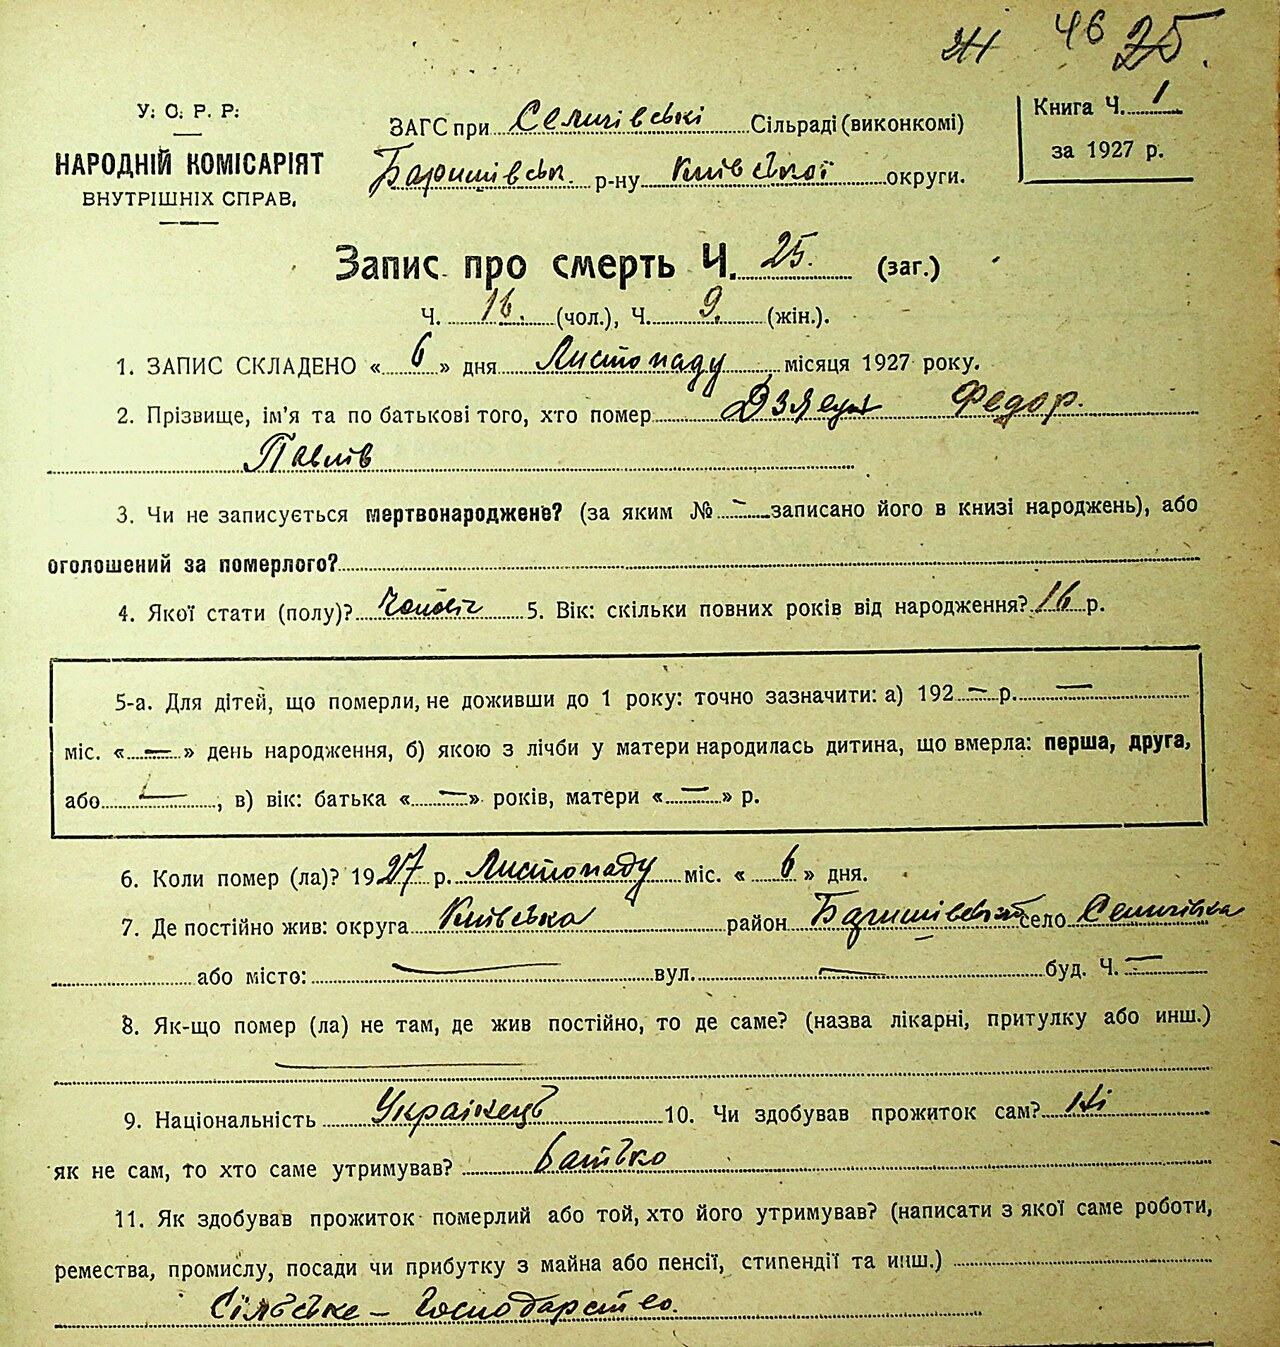 46 25.
У. С. Р. Р.
НАРОДНІЙ КОМІСАРІЯТ
ВНУТРІШНІХ СПРАВ.
ЗАГС при Семигівські Сільраді (виконкомі)
Баришівськ. р-ну Київської округи.
Книга Ч. 1
за 1927 р.
Запис про смерть Ч. 25. (заг.)
Ч. 16. (чол.), Ч. 9. (жін.).
1. ЗАПИС СКЛАДЕНО « 6 » дня Листопаду місяця 1927 року.
2. Прізвище, ім'я та по батькові того, хто помер Федор.
Павлів
3. Чи не записується мертвонароджене? (за яким № – записано його в книзі народжень), або
оголошений за померлого?
4. Якої стати (полу)? 5. Вік: скільки повних років від народження? 16 р.
5-а. Для дітей, що померли, не доживши до 1 року: точно зазначити: а) 192 – р. –
міс. « – » день народження, б) якою з лічби у матери народилась дитина, що вмерла: перша, друга,
або –, в) вік: батька « – » років, матери « – » р.
6. Коли помер (ла)? 1927 р. Листопаду міс. « 6 » дня.
7. Де постійно жив: округа Київська район Баришівський село Семигівка
або місто: – вул. – буд. Ч. –
8. Як-що помер (ла) не там, де жив постійно, то де саме? (назва лікарні, притулку або инш.)
–
9. Національність Українець 10. Чи здобував прожиток сам? Ні
як не сам, то хто саме утримував? батько
11. Як здобував прожиток померлий або той, хто його утримував? (написати з якої саме роботи,
ремества, промислу, посади чи прибутку з майна або пенсії, стипендії та инш.)
Сільське – Господарство.